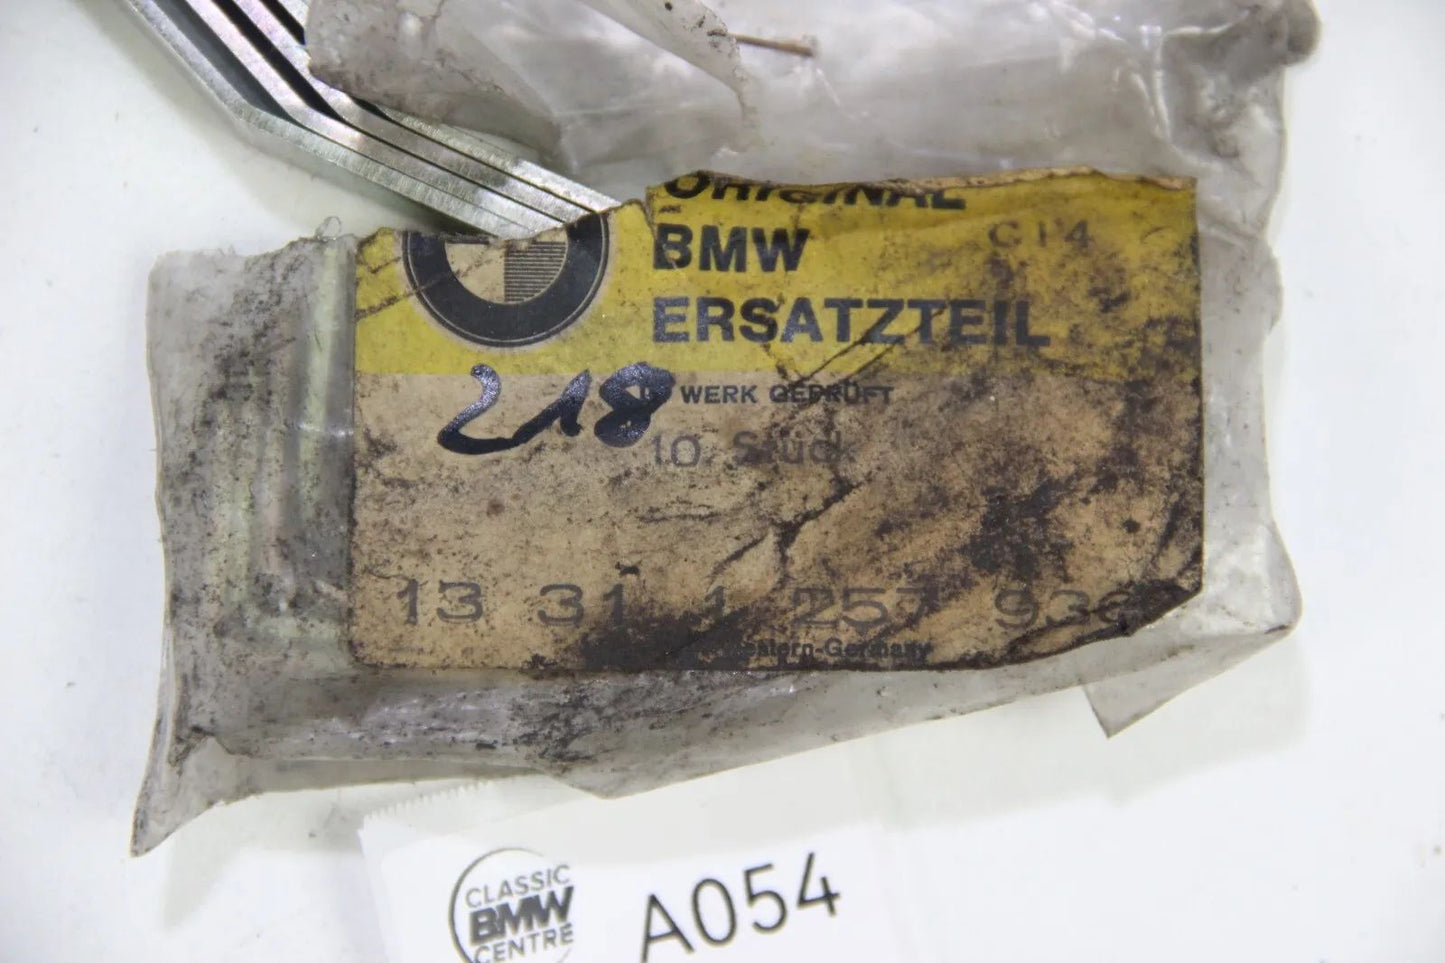 ORIGINAL
BMW G14
ERSATZTEIL
218
WERK GEPRÜFT
10 Stück
13 31 1 257 936
Western-Germany
CLASSIC
BMW
CENTRE
A054